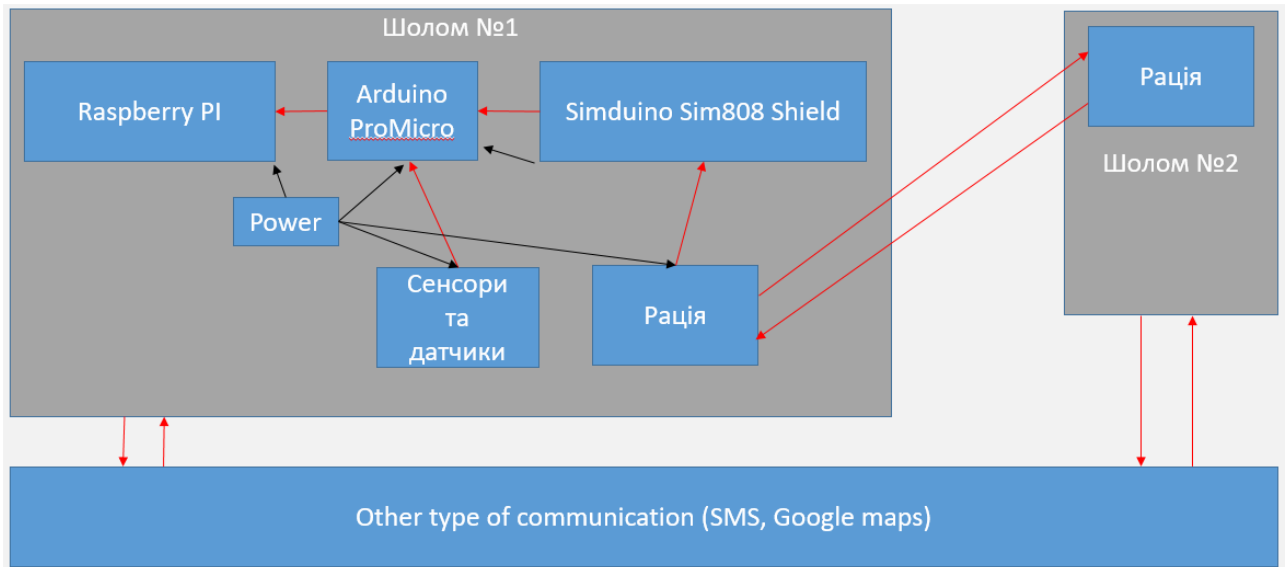 Шолом №1
Raspberry PI
Arduino
ProMicro
Simduino Sim808 Shield
Power
Сенсори
та
датчики
Рація
Рація
Шолом №2
Other type of communication (SMS, Google maps)